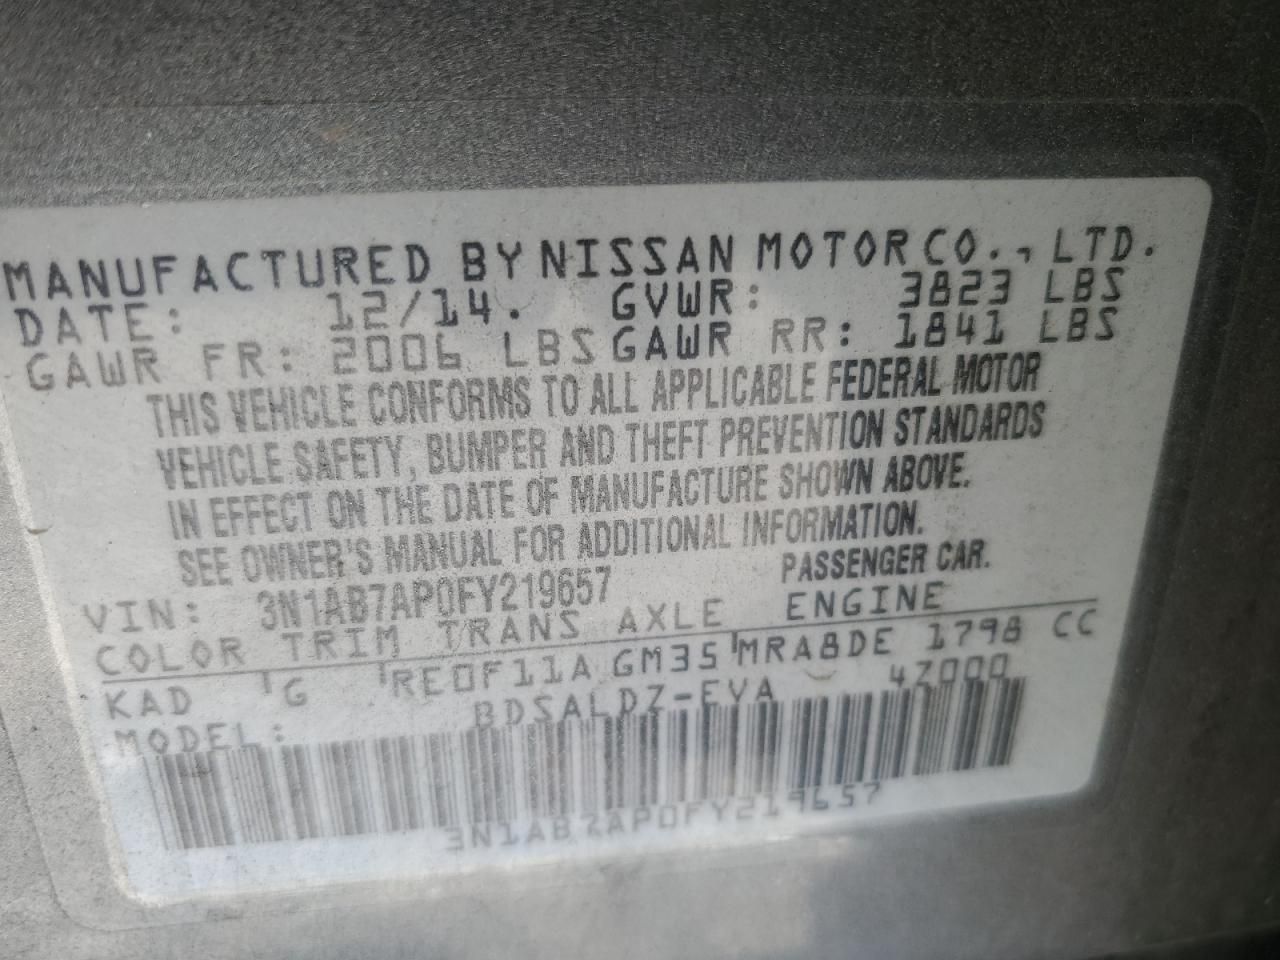 MANUFACTURED BY NISSAN MOTOR CO., LTD.
DATE: 12/14. GVWR: 3823 LBS
GAWR FR: 2006 LBS GAWR RR: 1841 LBS
THIS VEHICLE CONFORMS TO ALL APPLICABLE FEDERAL MOTOR
VEHICLE SAFETY, BUMPER AND THEFT PREVENTION STANDARDS
IN EFFECT ON THE DATE OF MANUFACTURE SHOWN ABOVE.
SEE OWNER'S MANUAL FOR ADDITIONAL INFORMATION.
VIN: 3N1AB7AP0FY219657 PASSENGER CAR.
COLOR TRIM TRANS AXLE ENGINE
KAD G RE0F11A GM35 MRA8DE 1798 CC
MODEL: BDSALDZ-EVA 4Z000
3N1AB7AP0FY219657